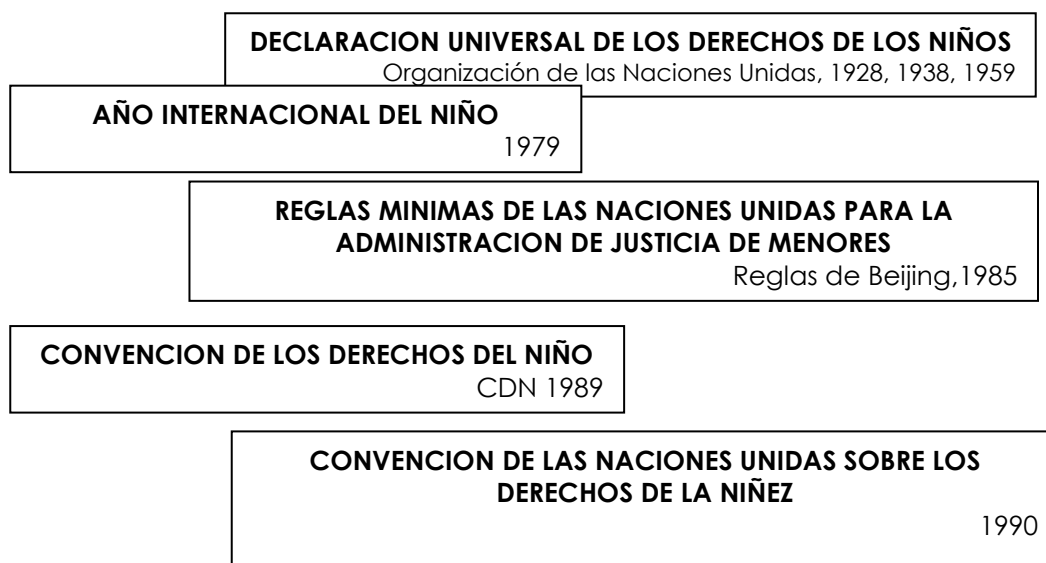 DECLARACION UNIVERSAL DE LOS DERECHOS DE LOS NIÑOS
Organización de las Naciones Unidas, 1928, 1938, 1959
AÑO INTERNACIONAL DEL NIÑO
1979
REGLAS MINIMAS DE LAS NACIONES UNIDAS PARA LA
ADMINISTRACION DE JUSTICIA DE MENORES
Reglas de Beijing,1985
CONVENCION DE LOS DERECHOS DEL NIÑO
CDN 1989
CONVENCION DE LAS NACIONES UNIDAS SOBRE LOS
DERECHOS DE LA NIÑEZ
1990